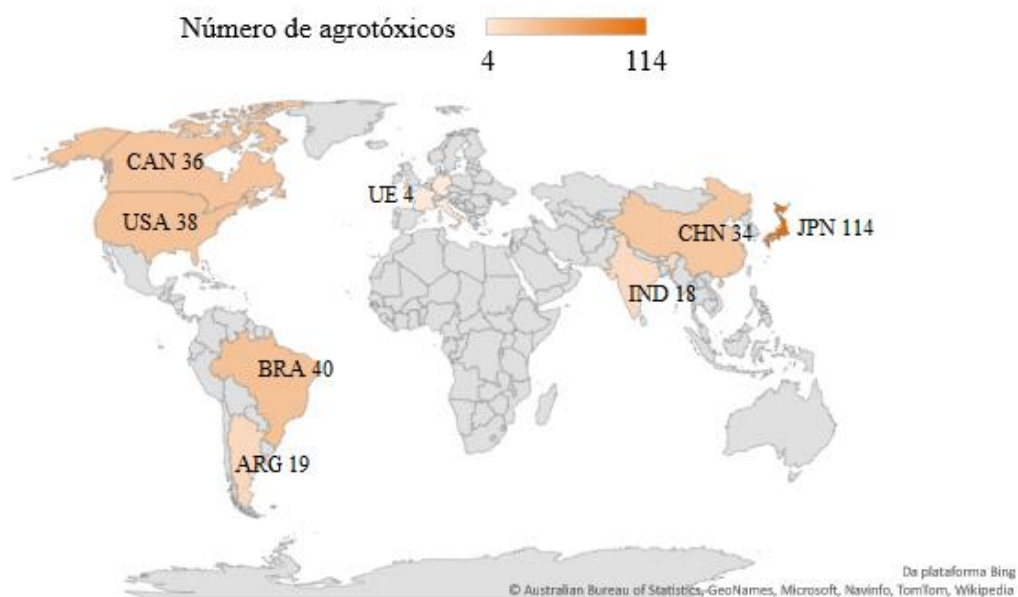 Número de agrotóxicos
4 114
CAN 36
USA 38
UE 4
CHN 34
JPN 114
IND 18
BRA 40
ARG 19
Da plataforma Bing
© Australian Bureau of Statistics, GeoNames, Microsoft, Navinfo, TomTom, Wikipedia